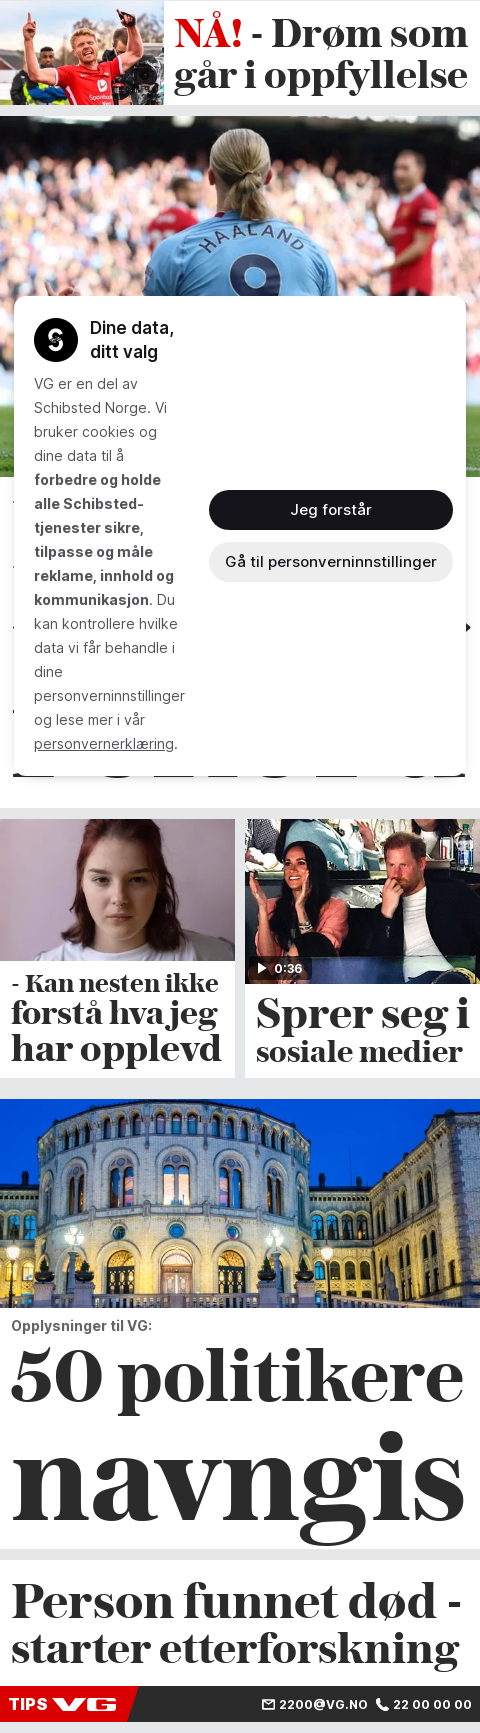 NÅ! - Drøm som
går i oppfyllelse
HAALAND
9
Dine data,
ditt valg
VG er en del av
Schibsted Norge. Vi
bruker cookies og
dine data til å
forbedre og holde
alle Schibsted-
tjenester sikre,
tilpasse og måle
reklame, innhold og
kommunikasjon. Du
kan kontrollere hvilke
data vi får behandle i
dine
personverninnstillinger
og lese mer i vår
personvernerklæring.
Jeg forstår
Gå til personverninnstillinger
- Kan nesten ikke
forstå hva jeg
har opplevd
0:36
Sprer seg i
sosiale medier
Opplysninger til VG:
50 politikere
navngis
Person funnet død -
starter etterforskning
TIPS VG
2200@VG.NO 22 00 00 00